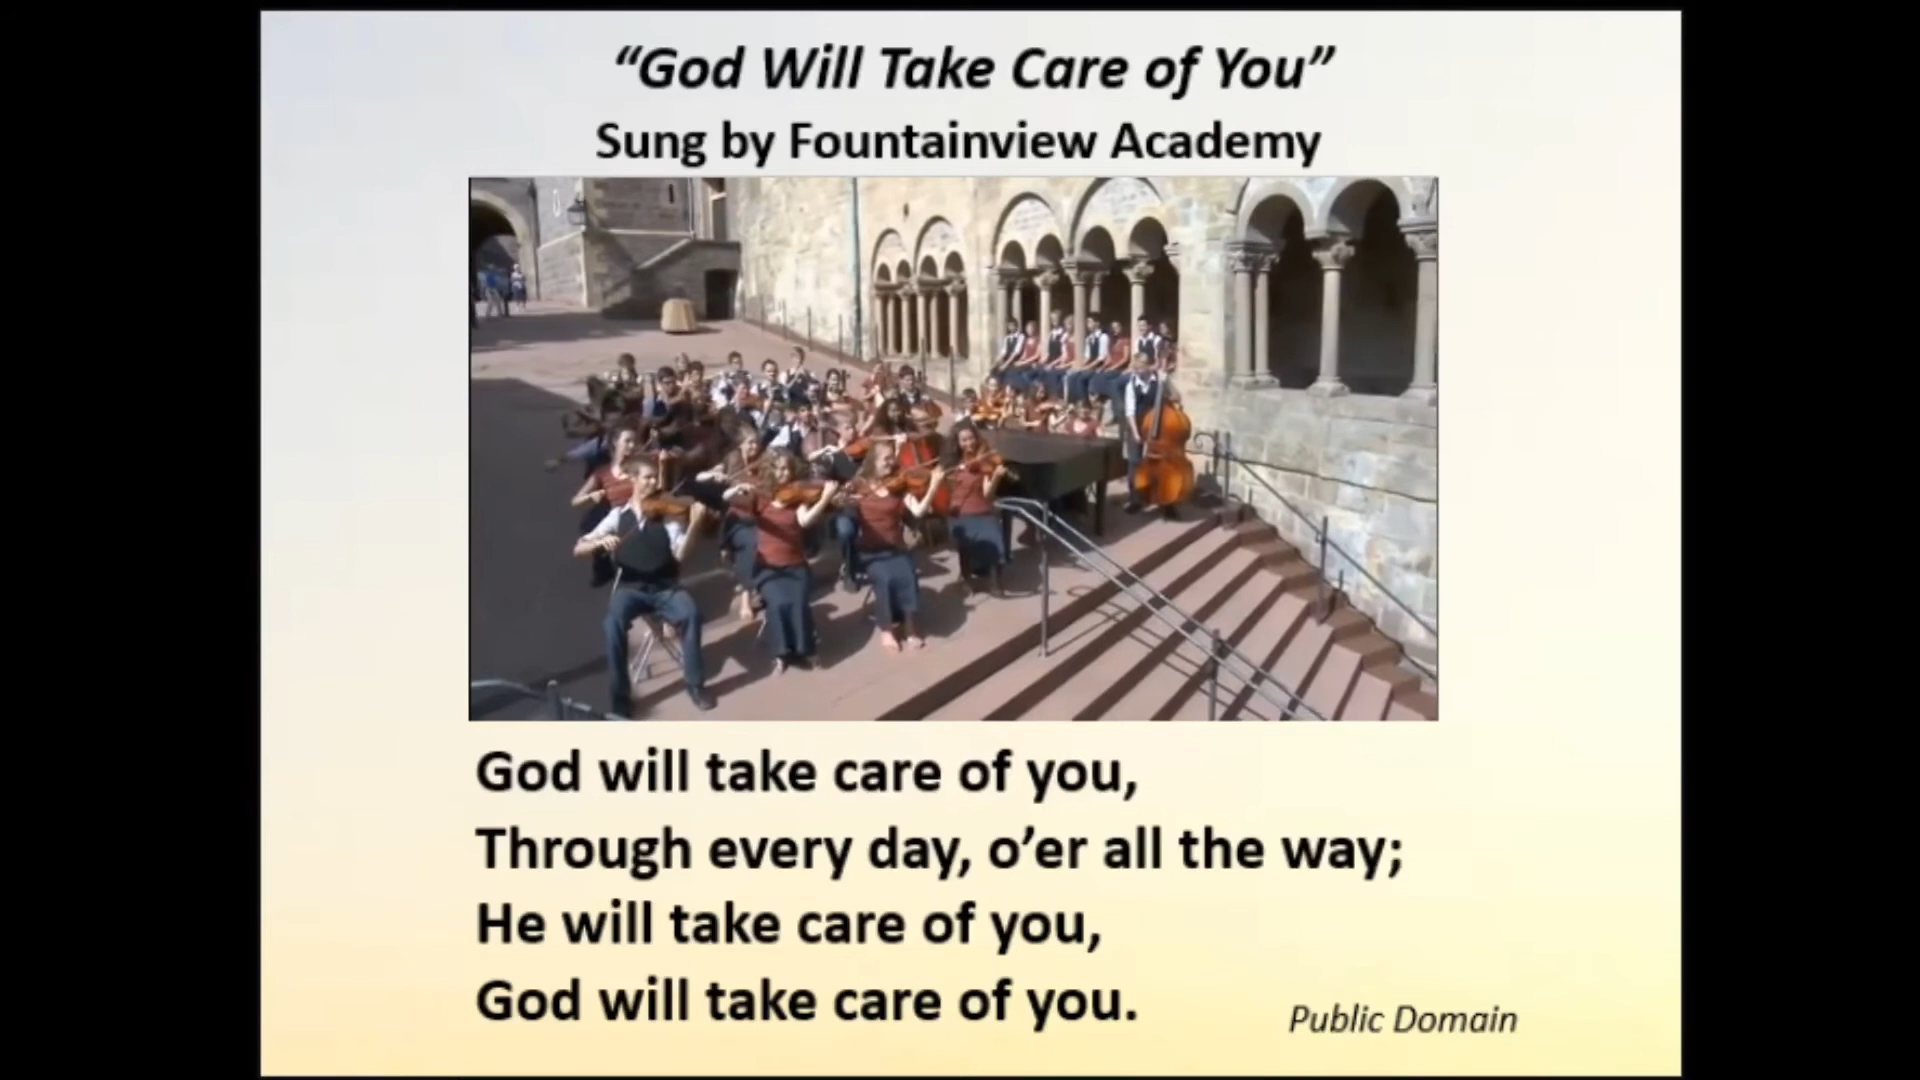 “God Will Take Care of You”
Sung by Fountainview Academy
God will take care of you,
Through every day, o’er all the way;
He will take care of you,
God will take care of you.
Public Domain